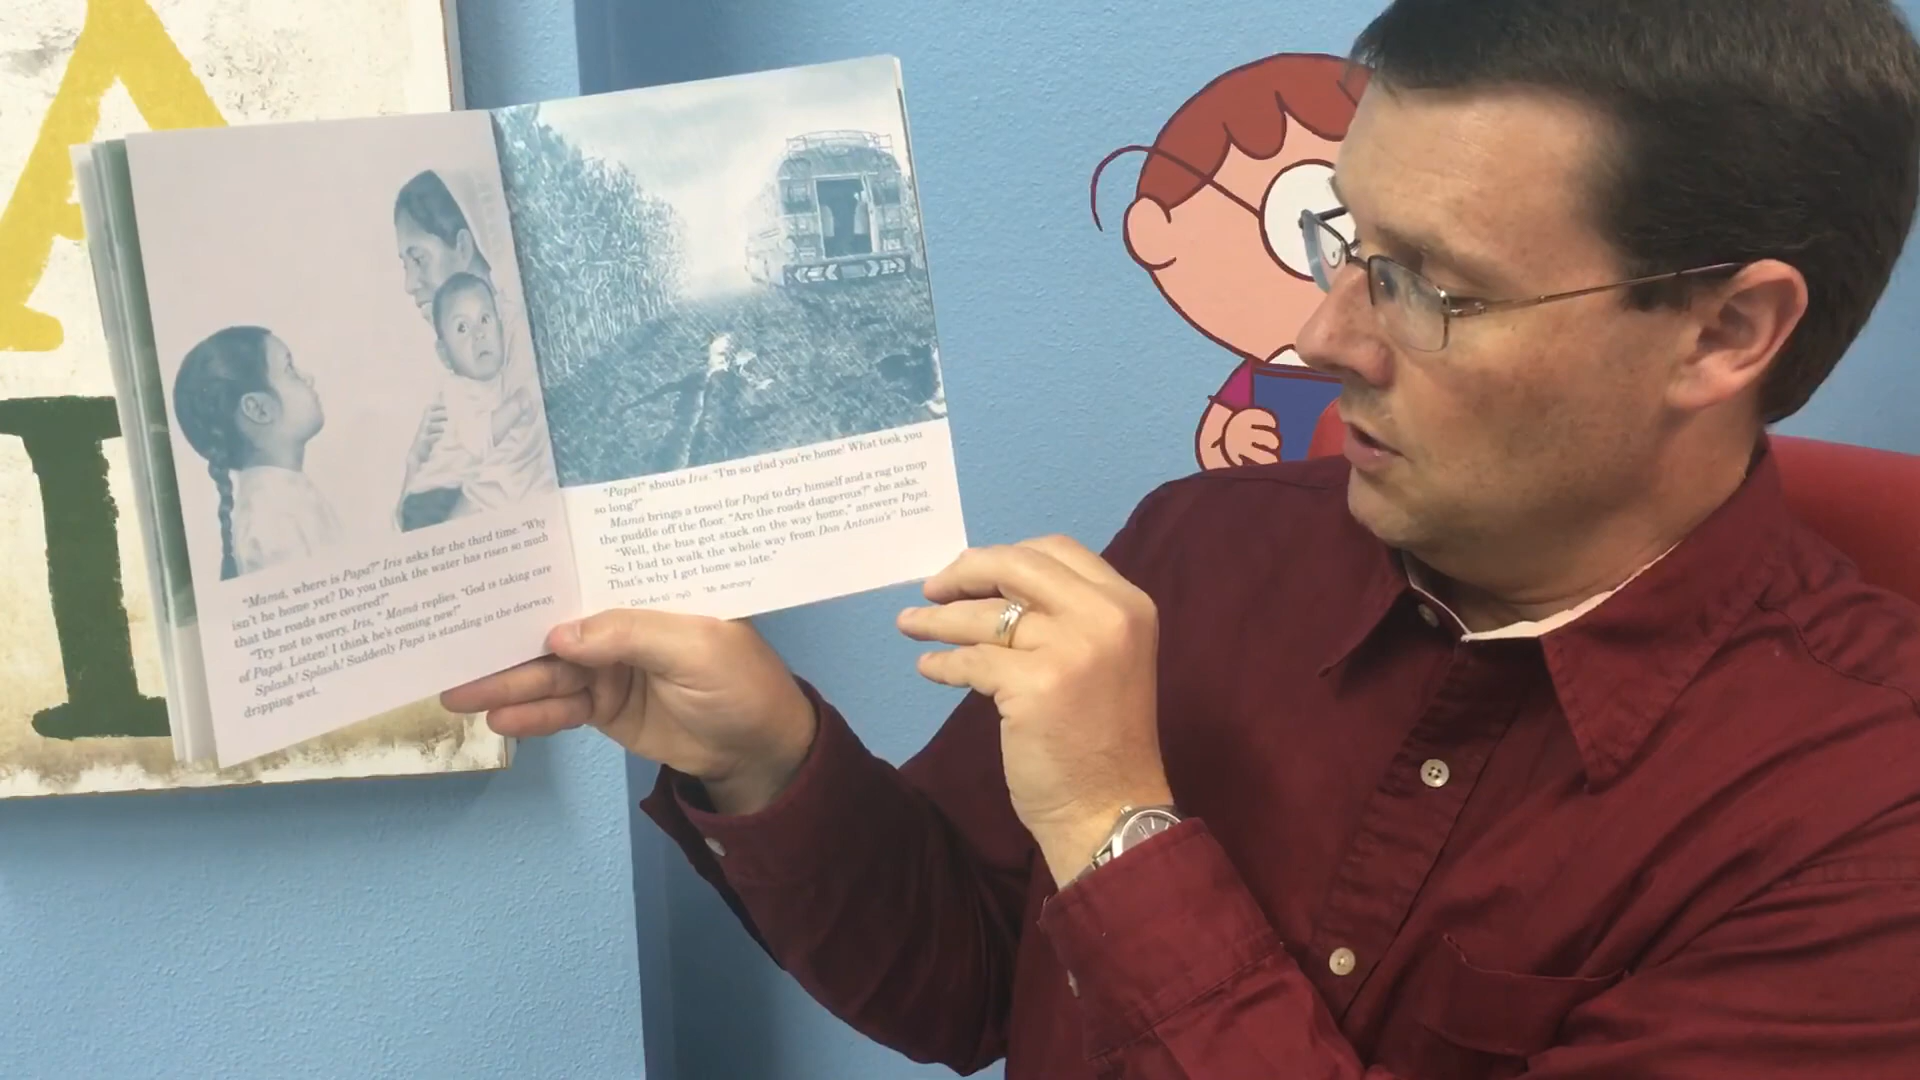 A
I
"Mamá, where is Papá?" Iris asks for the third time. "Why
isn't he home yet? Do you think the water has risen so much
that the roads are covered?"
"Try not to worry, Iris," Mamá replies. "God is taking care
of Papá. Listen! I think he's coming now!"
Splash! Splash! Suddenly Papá is standing in the doorway,
dripping wet.
"Papá!" shouts Iris. "I'm so glad you're home! What took you
so long?"
Mamá brings a towel for Papá to dry himself and a rag to mop
the puddle off the floor. "Are the roads dangerous?" she asks.
"Well, the bus got stuck on the way home," answers Papá.
"So I had to walk the whole way from Don Antonio's house.
That's why I got home so late."
"Mr. Anthony"